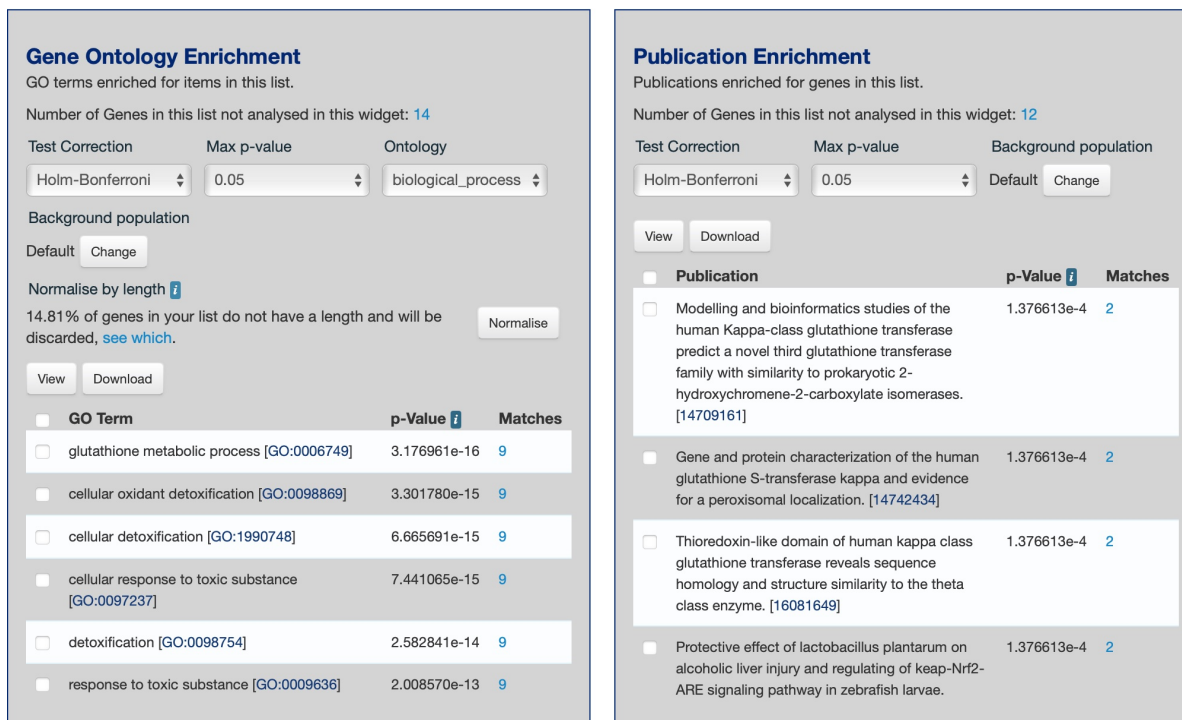 Gene Ontology Enrichment
GO terms enriched for items in this list.
Number of Genes in this list not analysed in this widget: 14
Test Correction Max p-value Ontology
Holm-Bonferroni 0.05 biological_process
Background population
Default Change
Normalise by length i
14.81% of genes in your list do not have a length and will be
discarded, see which.
Normalise
View Download
GO Term p-Value i Matches
glutathione metabolic process [GO:0006749] 3.176961e-16 9
cellular oxidant detoxification [GO:0098869] 3.301780e-15 9
cellular detoxification [GO:1990748] 6.665691e-15 9
cellular response to toxic substance 7.441065e-15 9
[GO:0097237]
detoxification [GO:0098754] 2.582841e-14 9
response to toxic substance [GO:0009636] 2.008570e-13 9
Publication Enrichment
Publications enriched for genes in this list.
Number of Genes in this list not analysed in this widget: 12
Test Correction Max p-value Background population
Holm-Bonferroni 0.05 Default Change
View Download
Publication p-Value i Matches
Modelling and bioinformatics studies of the 1.376613e-4 2
human Kappa-class glutathione transferase
predict a novel third glutathione transferase
family with similarity to prokaryotic 2-
hydroxychromene-2-carboxylate isomerases.
[14709161]
Gene and protein characterization of the human 1.376613e-4 2
glutathione S-transferase kappa and evidence
for a peroxisomal localization. [14742434]
Thioredoxin-like domain of human kappa class 1.376613e-4 2
glutathione transferase reveals sequence
homology and structure similarity to the theta
class enzyme. [16081649]
Protective effect of lactobacillus plantarum on 1.376613e-4 2
alcoholic liver injury and regulating of keap-Nrf2-
ARE signaling pathway in zebrafish larvae.